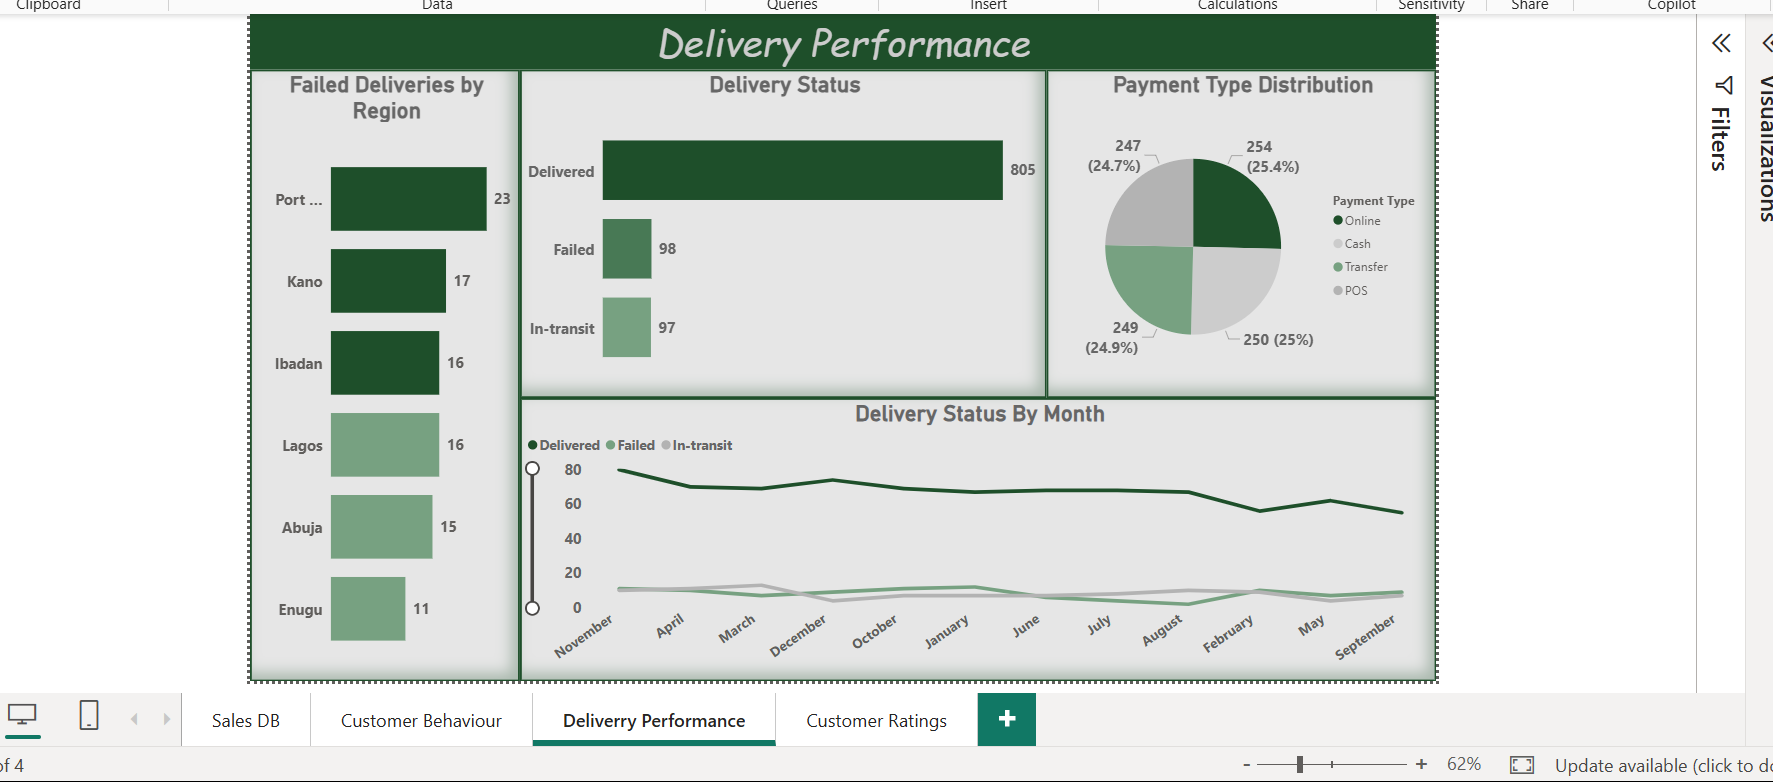 Clipboard
Data
Queries
Insert
Calculations
Sensitivity
Share
Copilot
Delivery Performance
Failed Deliveries by
Region
Port ...
23
Kano
17
Ibadan
16
Lagos
16
Abuja
15
Enugu
11
Delivery Status
Delivered
805
Failed
98
In-transit
97
Payment Type Distribution
247
(24.7%)
254
(25.4%)
249
(24.9%)
250 (25%)
Payment Type
Online
Cash
Transfer
POS
Delivery Status By Month
Delivered Failed In-transit
80
60
40
20
0
November
April
March
December
October
January
June
July
August
February
May
September
Filters
Visualizations
Sales DB
Customer Behaviour
Deliverry Performance
Customer Ratings
+
of 4
- + 62%
Update available (click to do